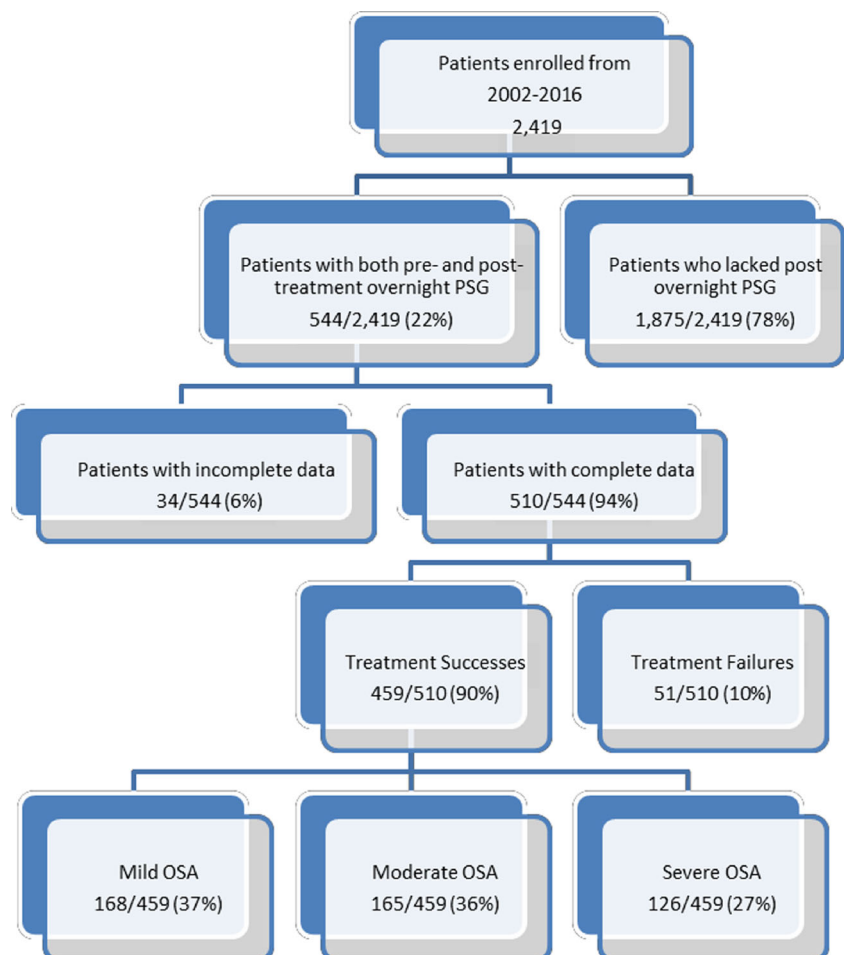 Patients enrolled from
2002-2016
2,419
Patients with both pre- and post-
treatment overnight PSG
544/2,419 (22%)
Patients who lacked post
overnight PSG
1,875/2,419 (78%)
Patients with incomplete data
34/544 (6%)
Patients with complete data
510/544 (94%)
Treatment Successes
459/510 (90%)
Treatment Failures
51/510 (10%)
Mild OSA
168/459 (37%)
Moderate OSA
165/459 (36%)
Severe OSA
126/459 (27%)